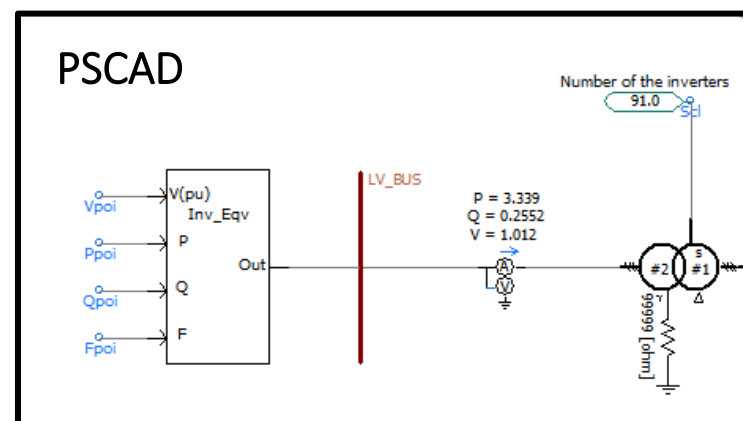 PSCAD
Number of the inverters
91.0
Scl
LV_BUS
P = 3.339
Q = 0.2552
V = 1.012
V(pu)
Inv_Eqv
P
Q
F
Out
Vpoi
Ppoi
Qpoi
Fpoi
A
V
S
#2
#1
Y
Δ
99999 [ohm]